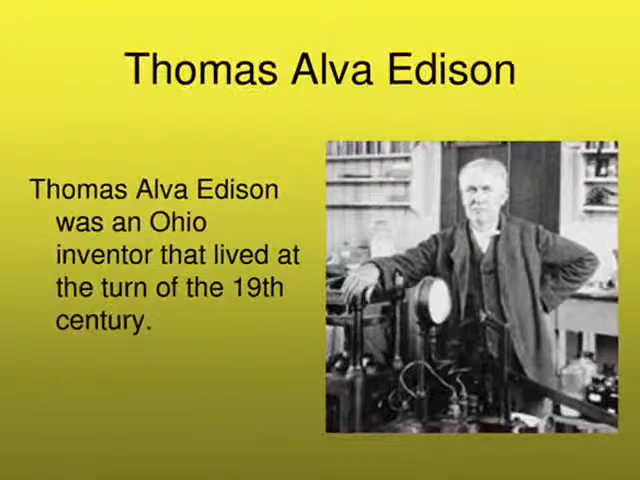 Thomas Alva Edison
Thomas Alva Edison
was an Ohio
inventor that lived at
the turn of the 19th
century.